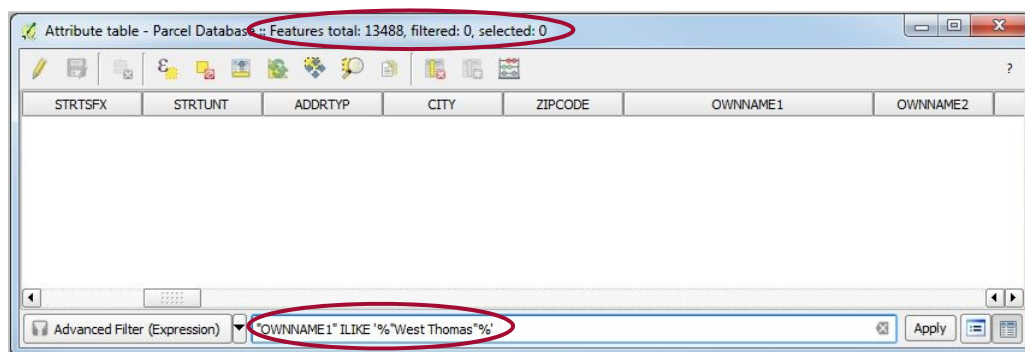 Attribute table - Parcel Database :: Features total: 13488, filtered: 0, selected: 0
ε
?
STRTSFX STRTUNT ADDRTYP CITY ZIPCODE OWNNAME1 OWNNAME2
Advanced Filter (Expression) "OWNNAME1" ILIKE '%"West Thomas"%' Apply